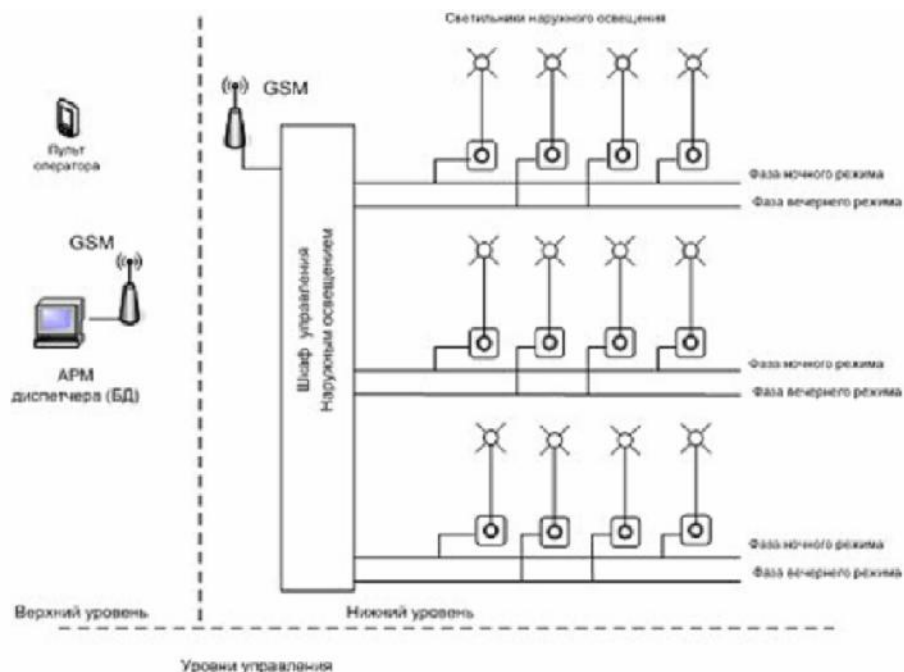 Светильники наружного освещения
GSM
Пульт
оператора
Фаза ночного режима
Фаза вечернего режима
GSM
Шкаф управления
Наружным освещением
АРМ
диспетчера (БД)
Фаза ночного режима
Фаза вечернего режима
Фаза ночного режима
Фаза вечернего режима
Верхний уровень
Нижний уровень
Уровни управления